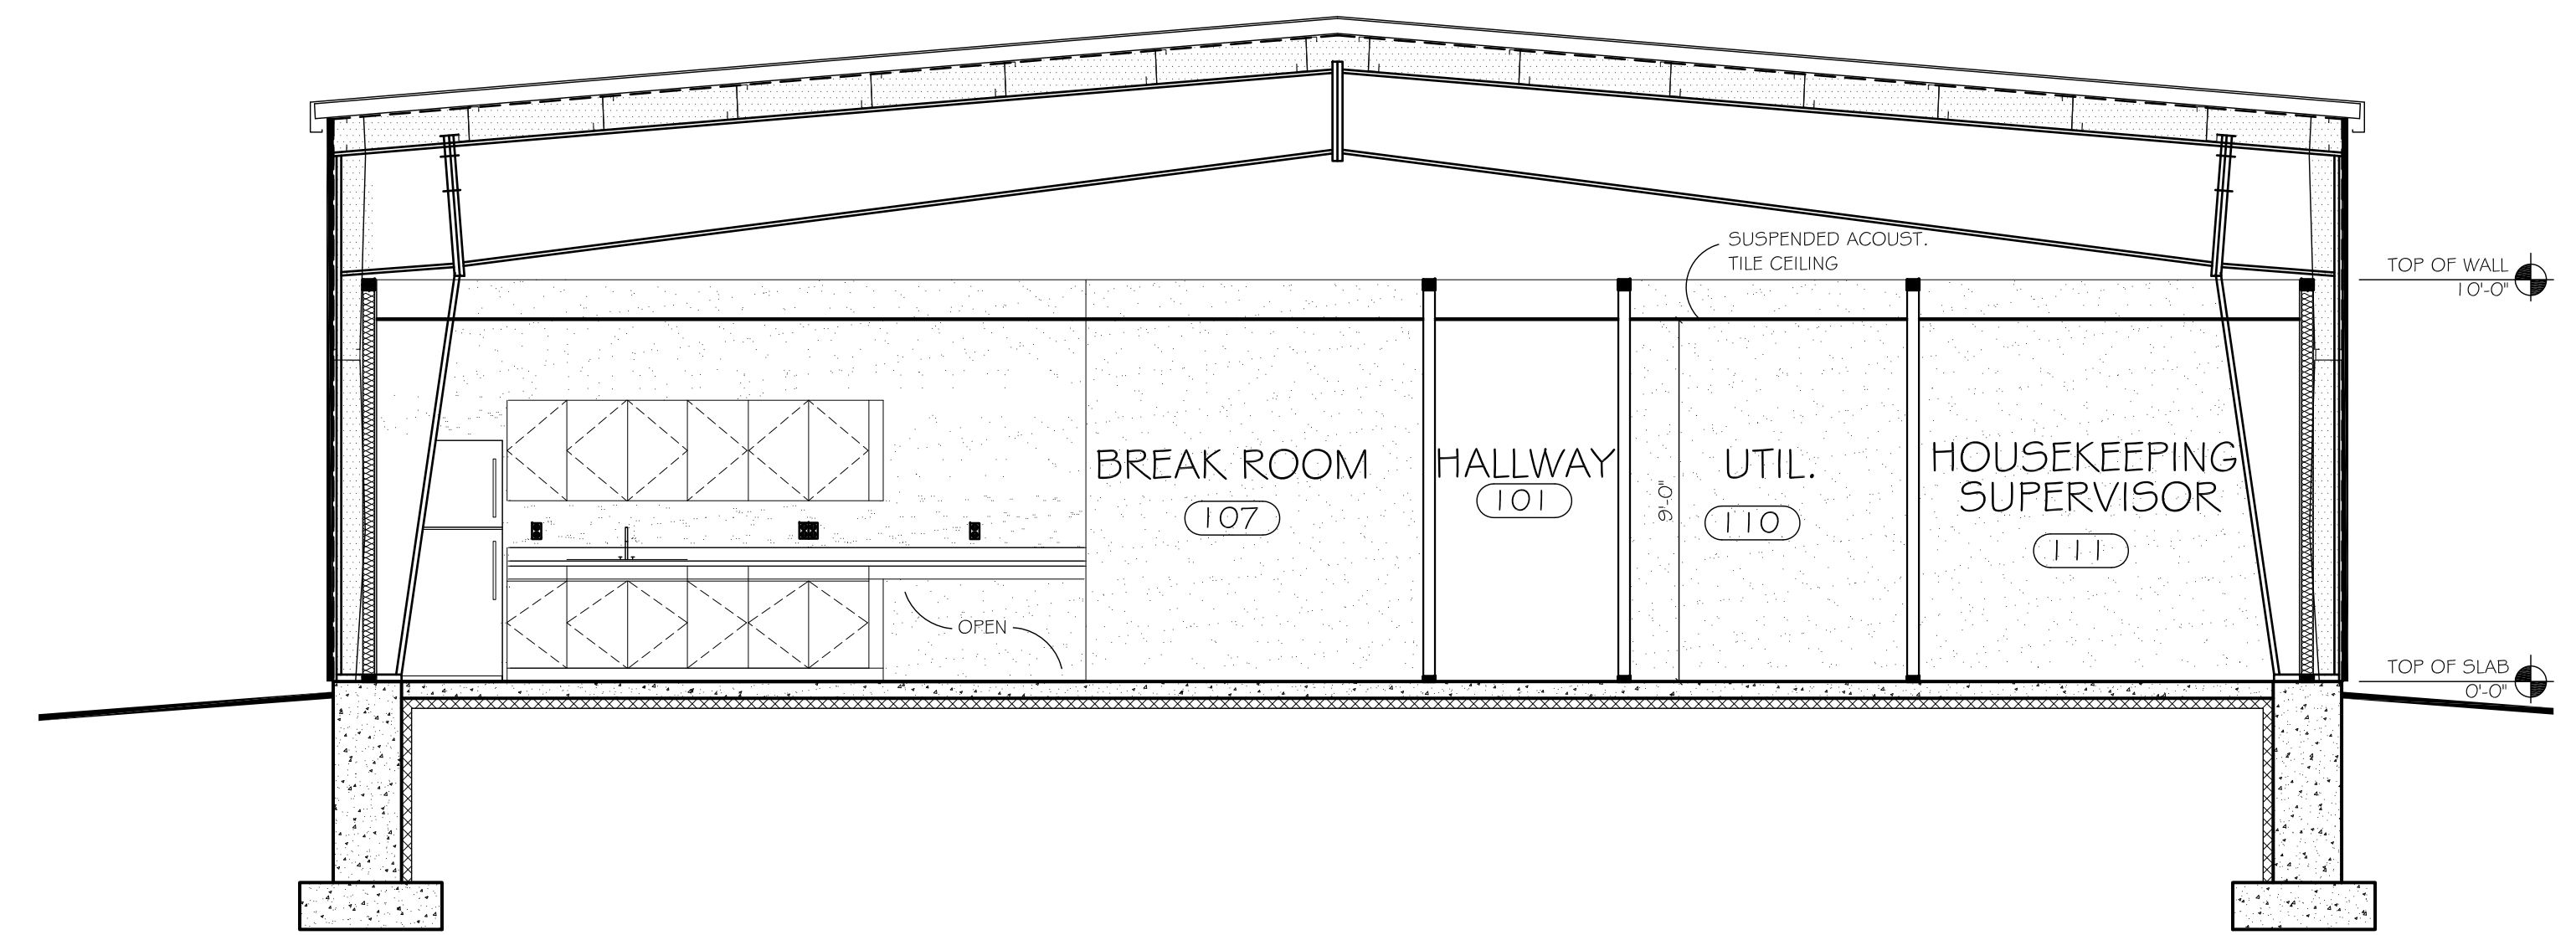 SUSPENDED ACOUST.
TILE CEILING
TOP OF WALL
10'-0"
BREAK ROOM
107
HALLWAY
101
9'-0"
UTIL.
110
HOUSEKEEPING
SUPERVISOR
111
OPEN
TOP OF SLAB
0'-0"